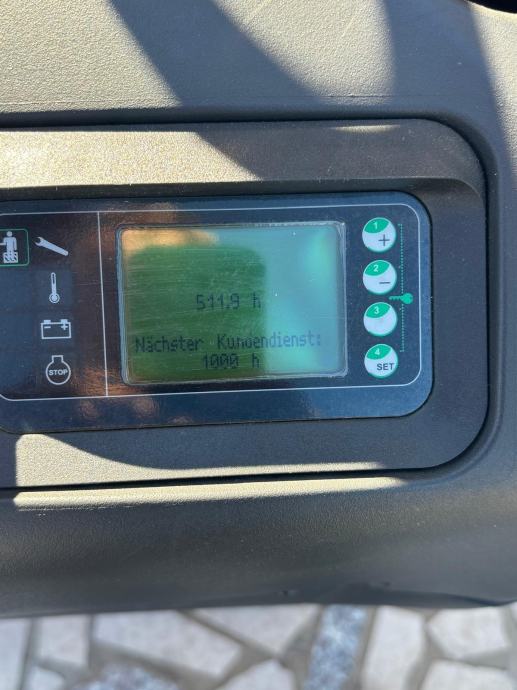 511.9 h
Nächster Kundendienst:
1000 h
1
+
2
−
3
4
SET
STOP
- +